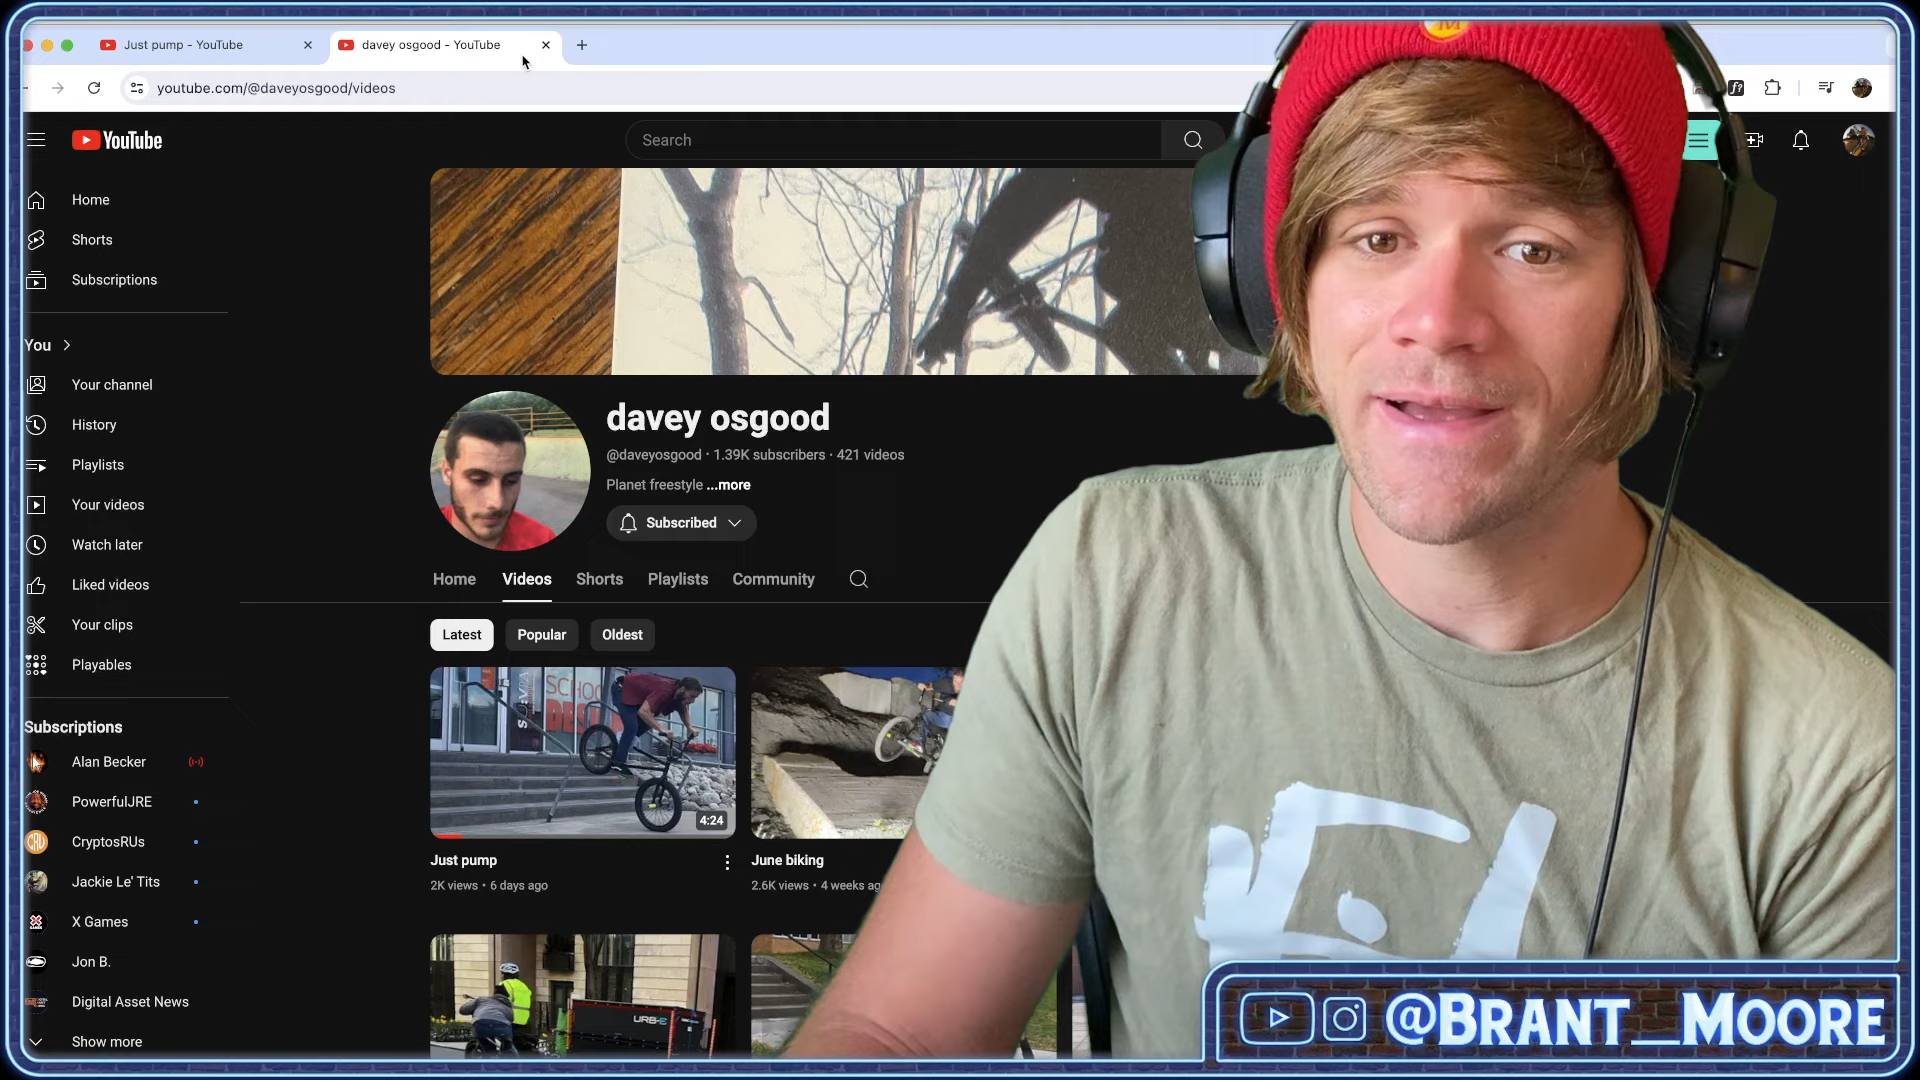 Just pump - YouTube
davey osgood - YouTube
youtube.com/@daveyosgood/videos
YouTube
Search
Home
Shorts
Subscriptions
You
Your channel
History
Playlists
Your videos
Watch later
Liked videos
Your clips
Playables
Subscriptions
Alan Becker
PowerfulJRE
CryptosRUs
Jackie Le' Tits
X Games
Jon B.
Digital Asset News
Show more
davey osgood
@daveyosgood · 1.39K subscribers · 421 videos
Planet freestyle ...more
Subscribed
Home Videos Shorts Playlists Community
Latest Popular Oldest
4:24
Just pump
2K views • 6 days ago
June biking
2.6K views • 4 weeks
URB-E
@BRANT_MOORE